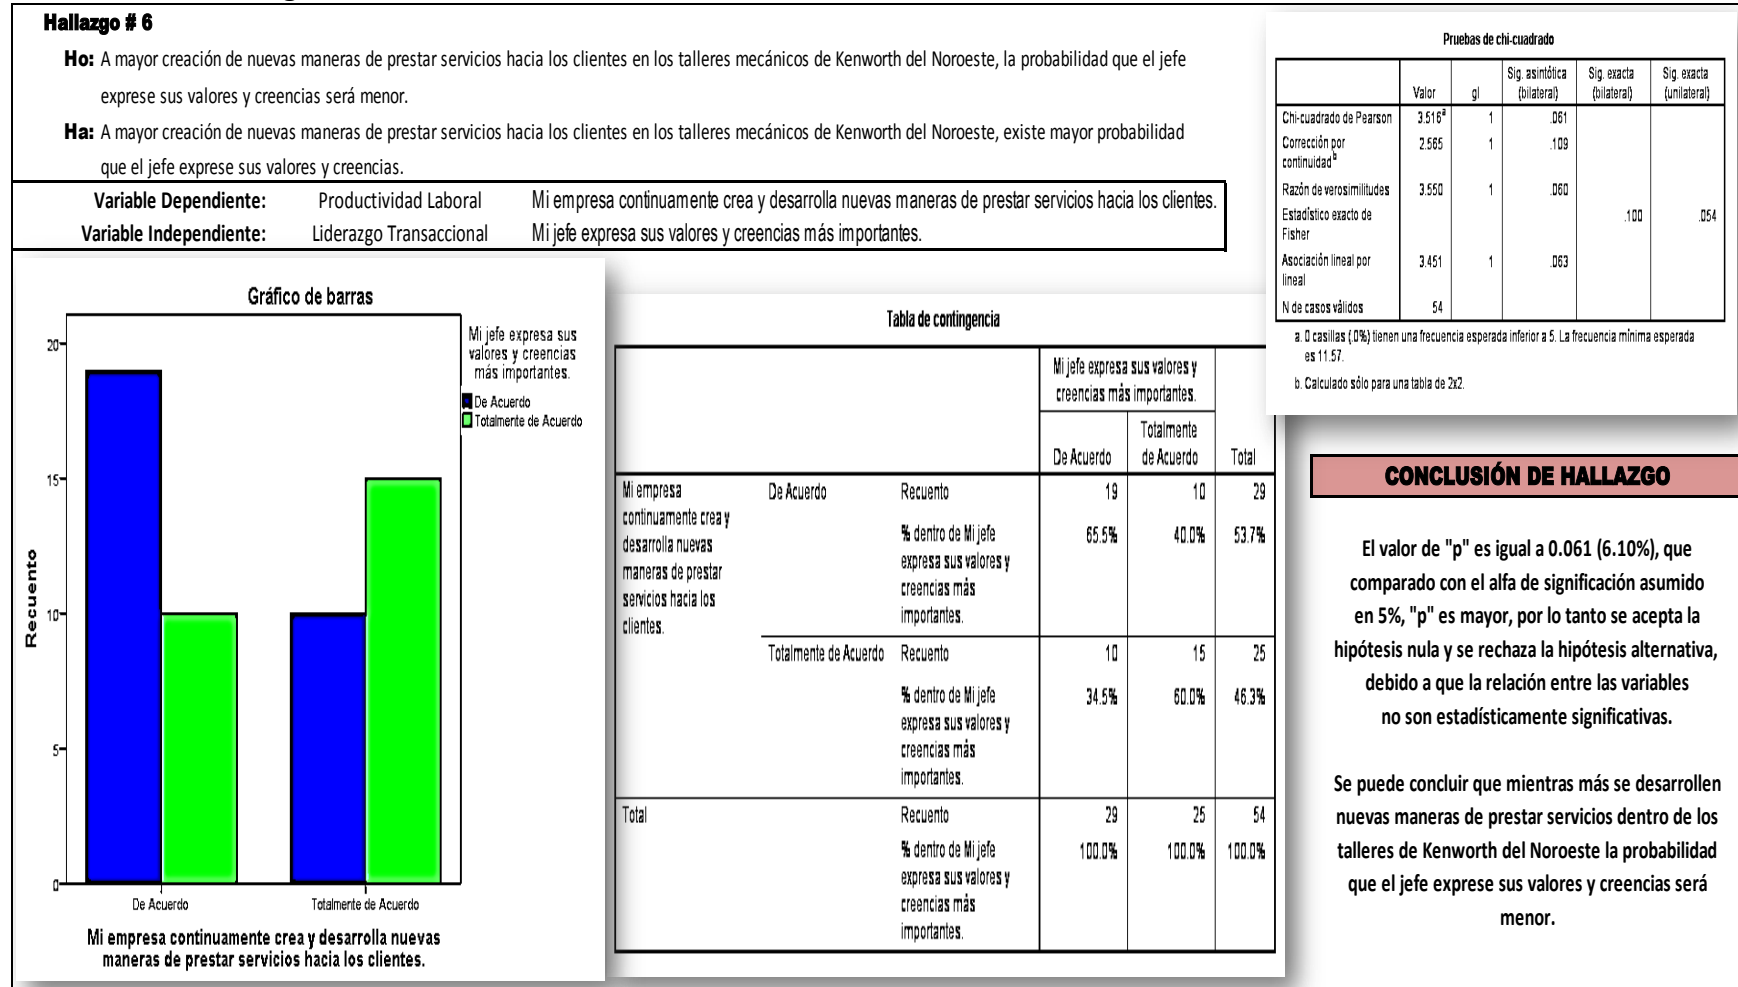 Hallazgo # 6
Ho: A mayor creación de nuevas maneras de prestar servicios hacia los clientes en los talleres mecánicos de Kenworth del Noroeste, la probabilidad que el jefe
exprese sus valores y creencias será menor.
Ha: A mayor creación de nuevas maneras de prestar servicios hacia los clientes en los talleres mecánicos de Kenworth del Noroeste, existe mayor probabilidad
que el jefe exprese sus valores y creencias.
Variable Dependiente: Productividad Laboral Mi empresa continuamente crea y desarrolla nuevas maneras de prestar servicios hacia los clientes.
Variable Independiente: Liderazgo Transaccional Mi jefe expresa sus valores y creencias más importantes.
Pruebas de chi-cuadrado
Valor gl Sig. asintótica (bilateral) Sig. exacta (bilateral) Sig. exacta (unilateral)
Chi-cuadrado de Pearson 3.516a 1 .061
Corrección por
continuidadb 2.565 1 .109
Razón de verosimilitudes 3.550 1 .060
Estadístico exacto de
Fisher .100 .054
Asociación lineal por
lineal 3.451 1 .063
N de casos válidos 54
a. 0 casillas (.0%) tienen una frecuencia esperada inferior a 5. La frecuencia mínima esperada
es 11.57.
b. Calculado sólo para una tabla de 2x2.
Gráfico de barras
Mi jefe expresa sus
valores y creencias
más importantes.
De Acuerdo
Totalmente de Acuerdo
Recuento
20
15
10
5
0
De Acuerdo Totalmente de Acuerdo
Mi empresa continuamente crea y desarrolla nuevas
maneras de prestar servicios hacia los clientes.
Tabla de contingencia
Mi jefe expresa sus valores y
creencias más importantes.
De Acuerdo Totalmente de Acuerdo Total
Mi empresa
continuamente crea y
desarrolla nuevas
maneras de prestar
servicios hacia los
clientes.
De Acuerdo Recuento 19 10 29
% dentro de Mi jefe 65.5% 40.0% 53.7%
expresa sus valores y
creencias más
importantes.
Totalmente de Acuerdo Recuento 10 15 25
% dentro de Mi jefe 34.5% 60.0% 46.3%
expresa sus valores y
creencias más
importantes.
Total Recuento 29 25 54
% dentro de Mi jefe 100.0% 100.0% 100.0%
expresa sus valores y
creencias más
importantes.
CONCLUSIÓN DE HALLAZGO
El valor de "p" es igual a 0.061 (6.10%), que
comparado con el alfa de significación asumido
en 5%, "p" es mayor, por lo tanto se acepta la
hipótesis nula y se rechaza la hipótesis alternativa,
debido a que la relación entre las variables
no son estadísticamente significativas.
Se puede concluir que mientras más se desarrollen
nuevas maneras de prestar servicios dentro de los
talleres de Kenworth del Noroeste la probabilidad
que el jefe exprese sus valores y creencias será
menor.